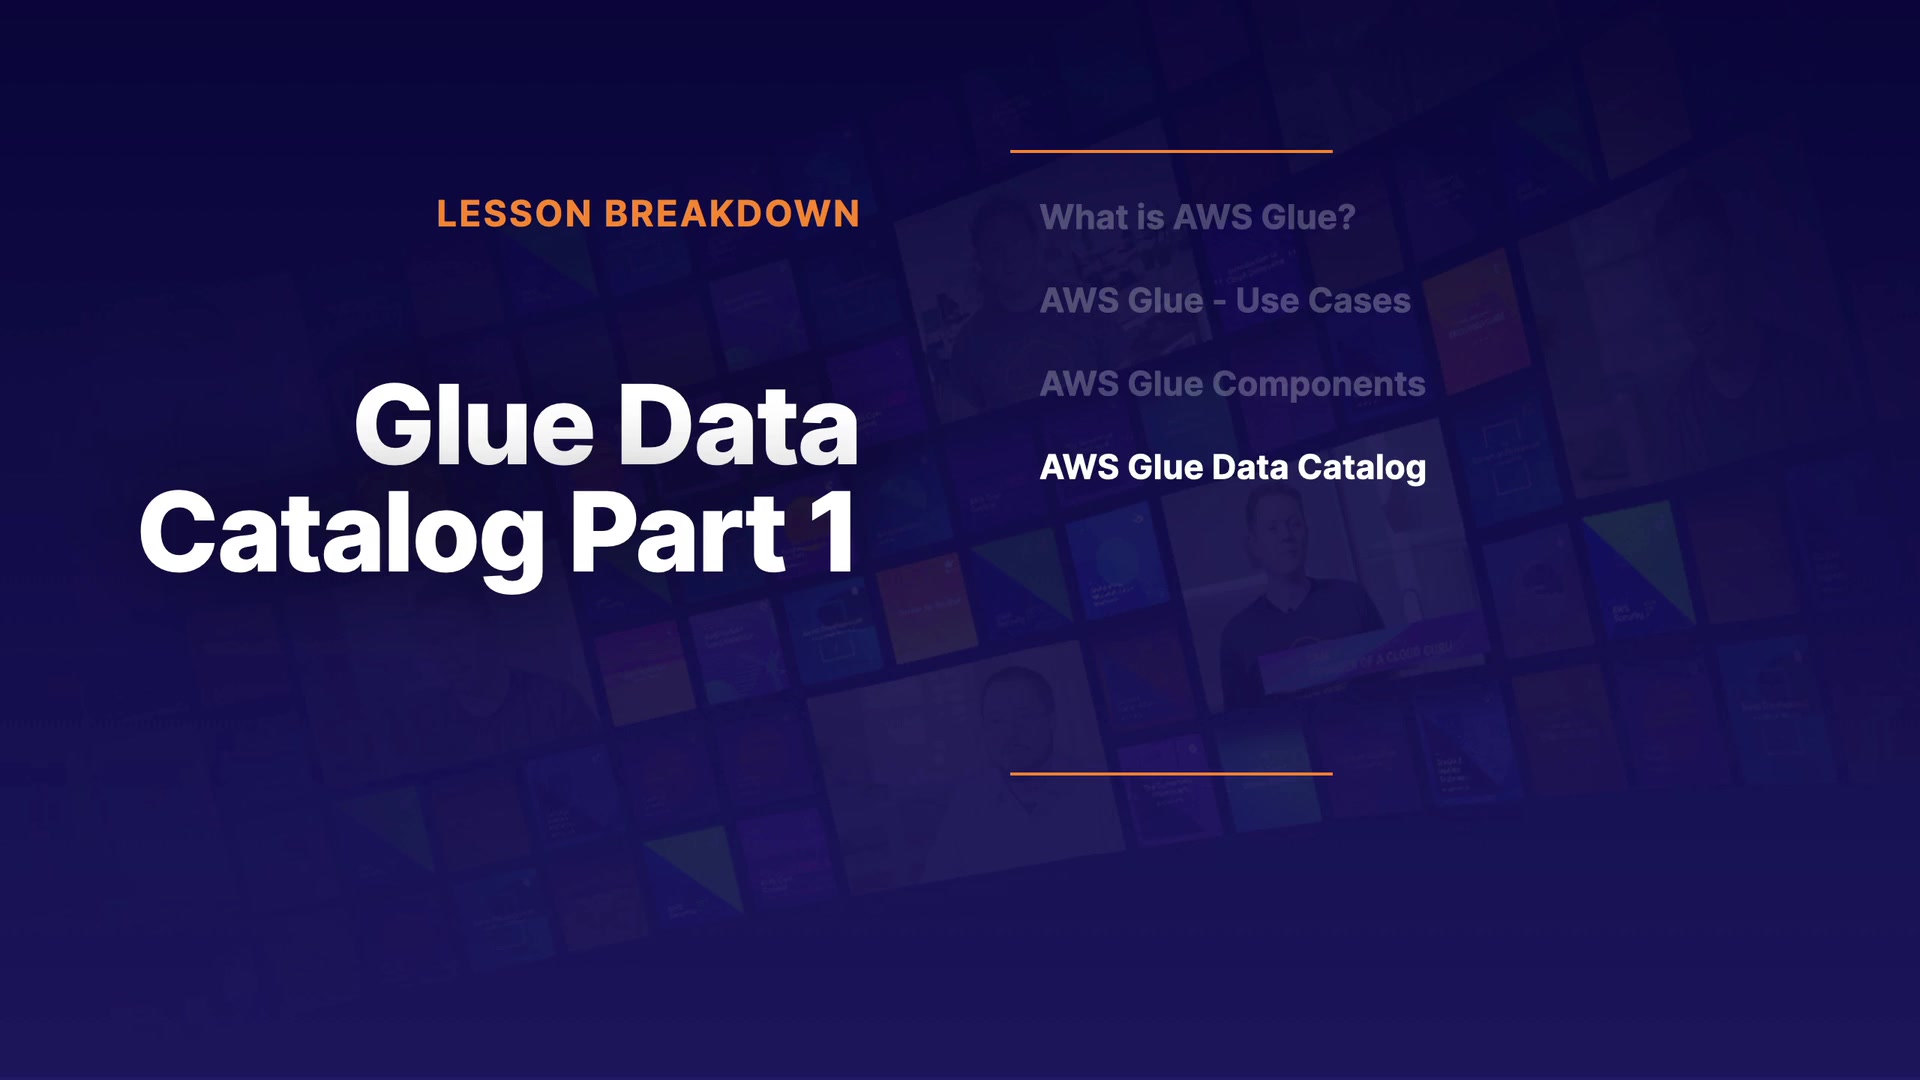 LESSON BREAKDOWN
Glue Data
Catalog Part 1
What is AWS Glue?
AWS Glue - Use Cases
AWS Glue Components
AWS Glue Data Catalog